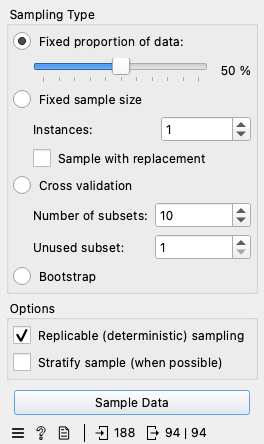 Sampling Type
Fixed proportion of data:
50 %
Fixed sample size
Instances: 1
Sample with replacement
Cross validation
Number of subsets: 10
Unused subset: 1
Bootstrap
Options
Replicable (deterministic) sampling
Stratify sample (when possible)
Sample Data
? 188 94 | 94